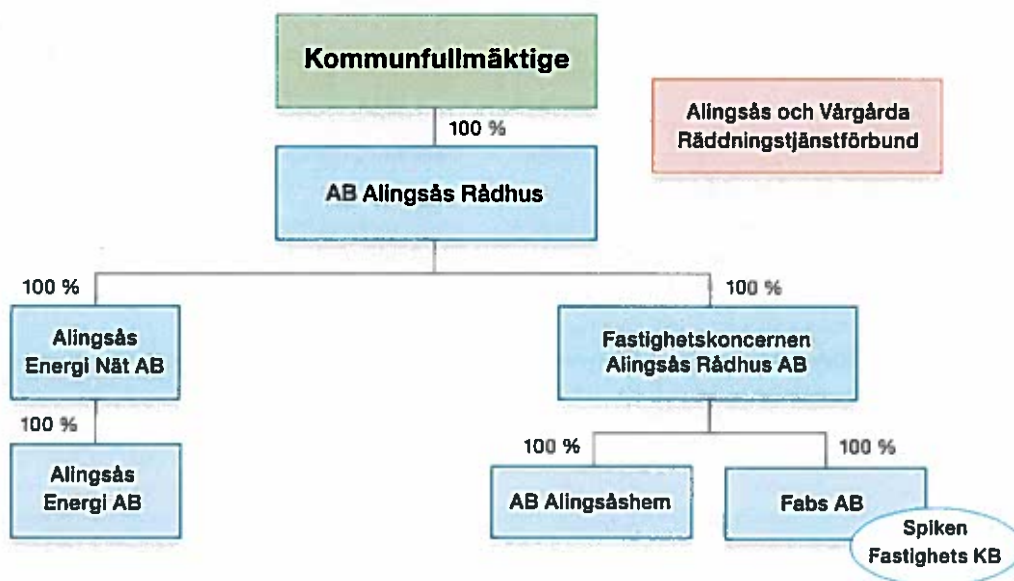 Kommunfullmäktige
Alingsås och Vårgårda
Räddningstjänstförbund
100 %
AB Alingsås Rådhus
100 %
100 %
Alingsås
Energi Nät AB
Fastighetskoncernen
Alingsås Rådhus AB
100 %
100 %
100 %
Alingsås
Energi AB
AB Alingsåshem
Fabs AB
Spiken
Fastighets KB